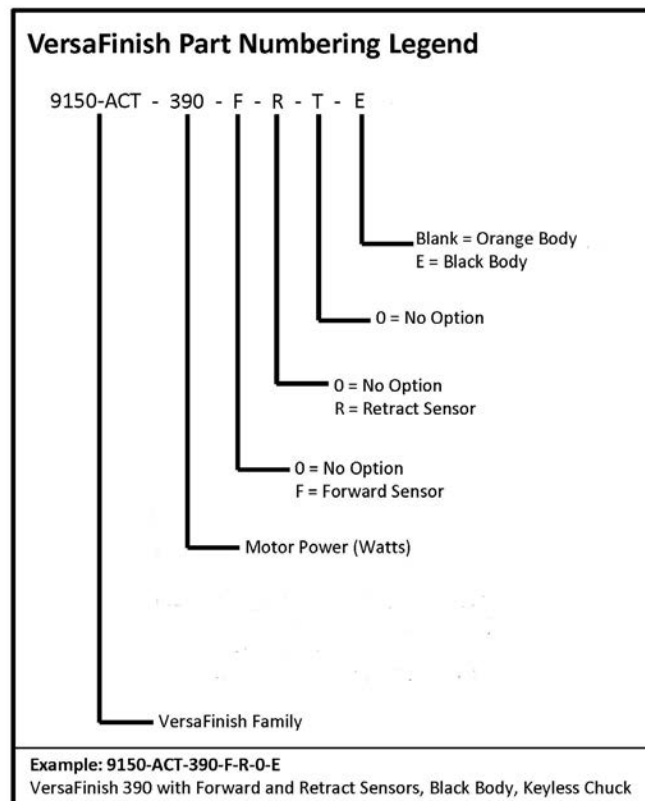 VersaFinish Part Numbering Legend
9150-ACT - 390 - F - R - T - E
Blank = Orange Body
E = Black Body
0 = No Option
0 = No Option
R = Retract Sensor
0 = No Option
F = Forward Sensor
Motor Power (Watts)
VersaFinish Family
Example: 9150-ACT-390-F-R-0-E
VersaFinish 390 with Forward and Retract Sensors, Black Body, Keyless Chuck